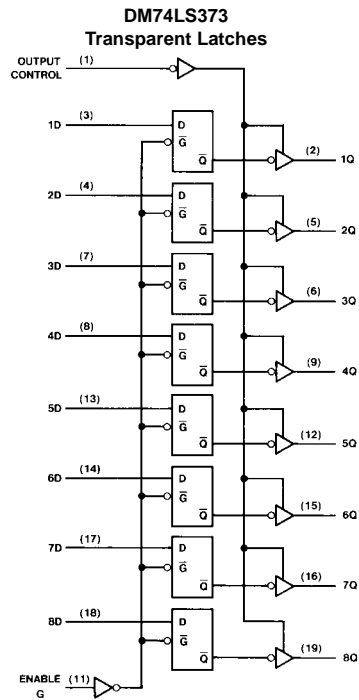 DM74LS373
Transparent Latches
OUTPUT
CONTROL
(1)
1D (3) D
G̅
Q̅ (2) 1Q
2D (4) D
G̅
Q̅ (5) 2Q
3D (7) D
G̅
Q̅ (6) 3Q
4D (8) D
G̅
Q̅ (9) 4Q
5D (13) D
G̅
Q̅ (12) 5Q
6D (14) D
G̅
Q̅ (15) 6Q
7D (17) D
G̅
Q̅ (16) 7Q
8D (18) D
G̅
Q̅ (19) 8Q
ENABLE
G
(11)